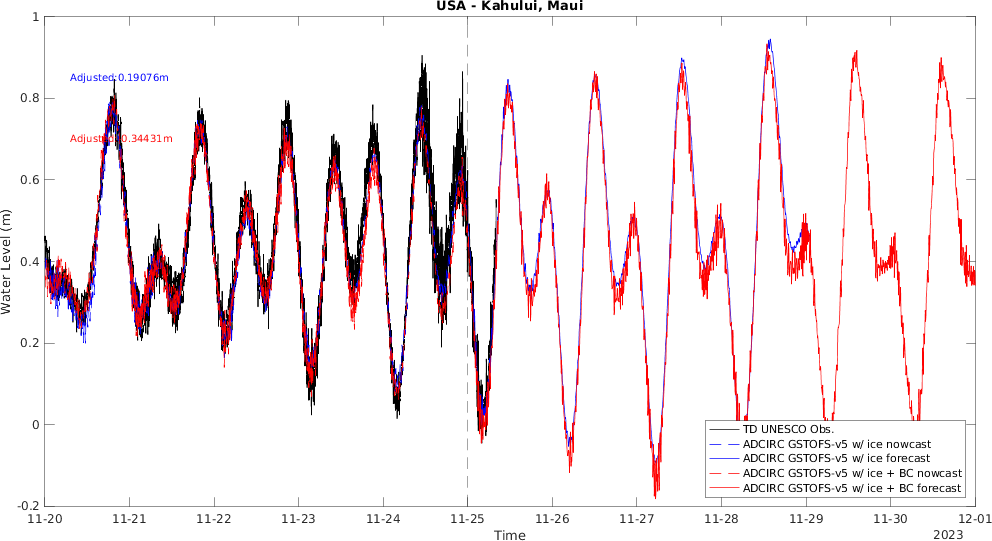 USA - Kahului, Maui
1
0.8
0.6
0.4
0.2
0
-0.2
Water Level (m)
Adjusted:0.19076m
Adjusted:0.34431m
TD UNESCO Obs.
ADCIRC GSTOFS-v5 w/ ice nowcast
ADCIRC GSTOFS-v5 w/ ice forecast
ADCIRC GSTOFS-v5 w/ ice + BC nowcast
ADCIRC GSTOFS-v5 w/ ice + BC forecast
11-20 11-21 11-22 11-23 11-24 11-25 11-26 11-27 11-28 11-29 11-30 12-01
Time
2023